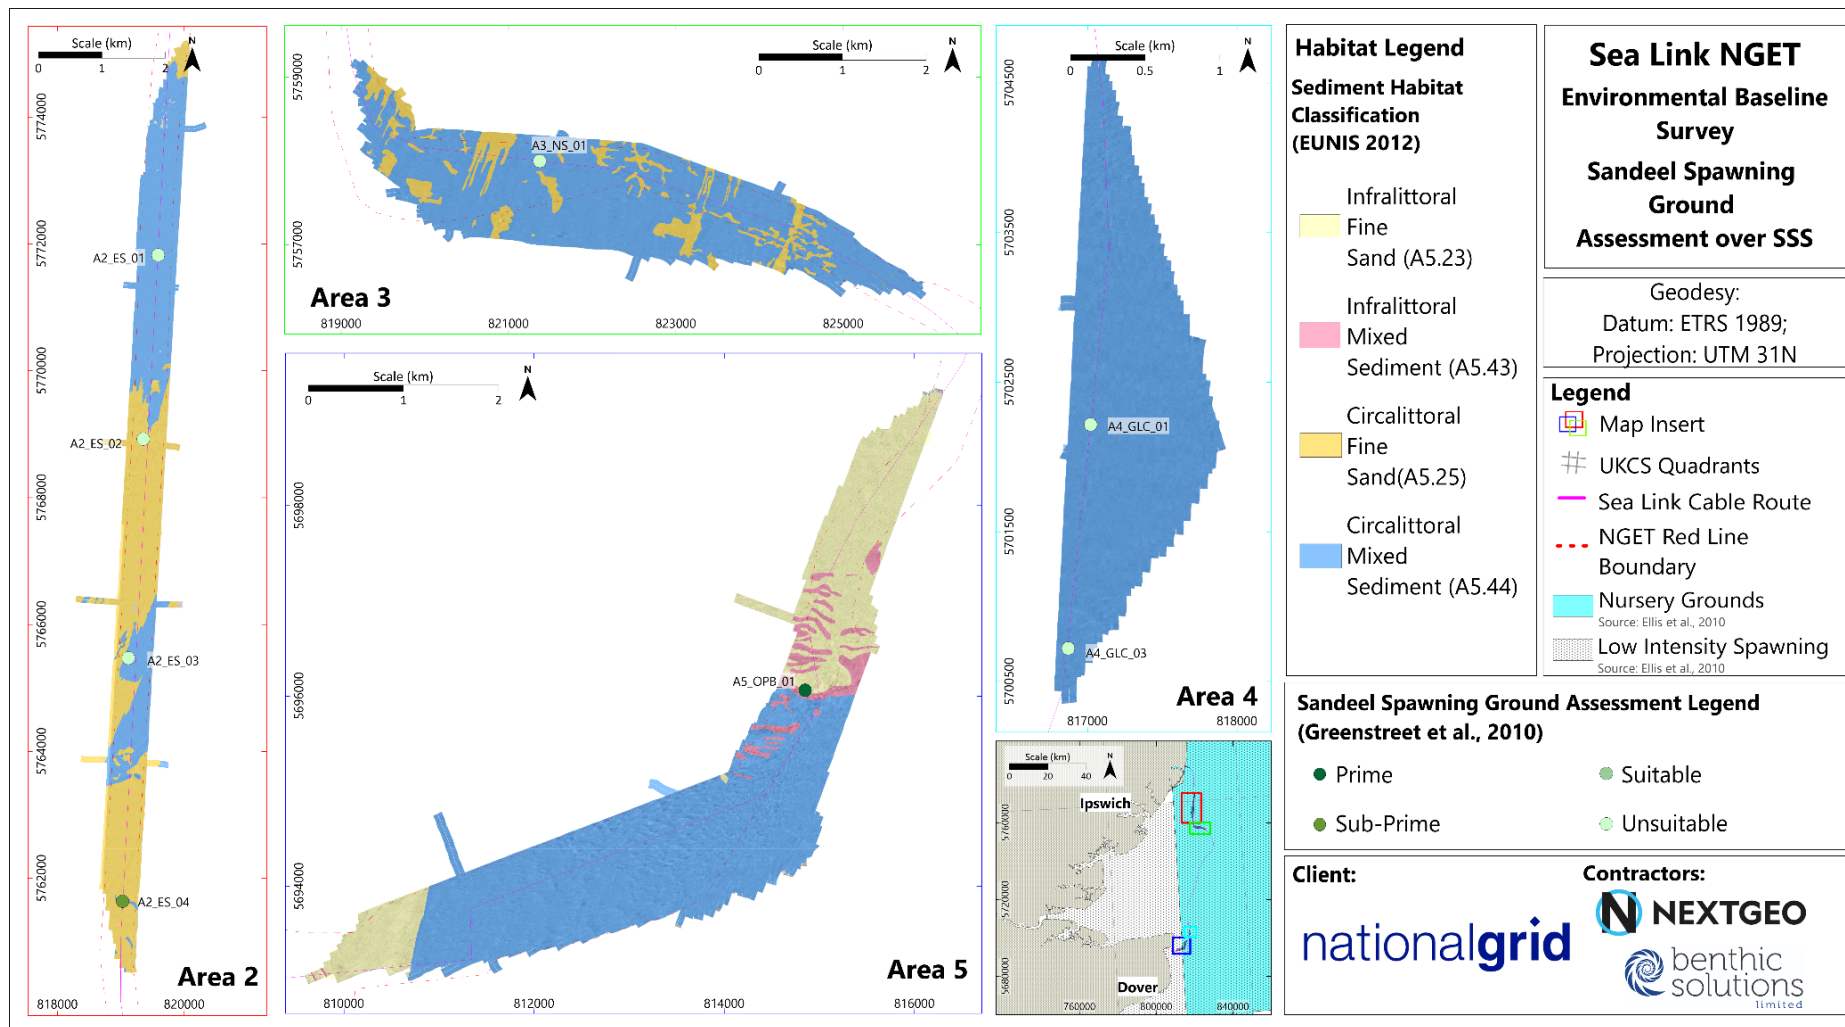 Scale (km)
N
0
1
2
5774000
5772000
5770000
5768000
5766000
5764000
5762000
A2_ES_01
A2_ES_02
A2_ES_03
A2_ES_04
Area 2
818000
820000
Scale (km)
N
0
1
2
Scale (km)
N
0
1
2
5759000
5757000
A3_NS_01
Area 3
819000
821000
823000
825000
Scale (km)
N
0
1
2
5698000
5696000
5694000
A5_OPB_01
Area 5
810000
812000
814000
816000
Scale (km)
N
0
0.5
1
5704500
5703500
5702500
5701500
5700500
A4_GLC_01
A4_GLC_03
Area 4
817000
818000
Scale (km)
N
0
20
40
Ipswich
Dover
5760000
5720000
5680000
760000
800000
840000
Habitat Legend
Sediment Habitat
Classification
(EUNIS 2012)
Infralittoral
Fine
Sand (A5.23)
Infralittoral
Mixed
Sediment (A5.43)
Circalittoral
Fine
Sand(A5.25)
Circalittoral
Mixed
Sediment (A5.44)
Sea Link NGET
Environmental Baseline
Survey
Sandeel Spawning
Ground
Assessment over SSS
Geodesy:
Datum: ETRS 1989;
Projection: UTM 31N
Legend
Map Insert
UKCS Quadrants
Sea Link Cable Route
NGET Red Line
Boundary
Nursery Grounds
Source: Ellis et al., 2010
Low Intensity Spawning
Source: Ellis et al., 2010
Sandeel Spawning Ground Assessment Legend
(Greenstreet et al., 2010)
Prime
Suitable
Sub-Prime
Unsuitable
Client:
nationalgrid
Contractors:
N NEXTGEO
benthic
solutions
limited